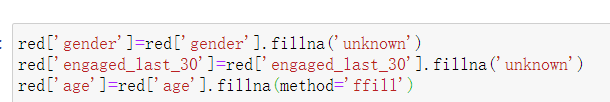 red['gender']=red['gender'].fillna('unknown')
red['engaged_last_30']=red['engaged_last_30'].fillna('unknown')
red['age']=red['age'].fillna(method='ffill')